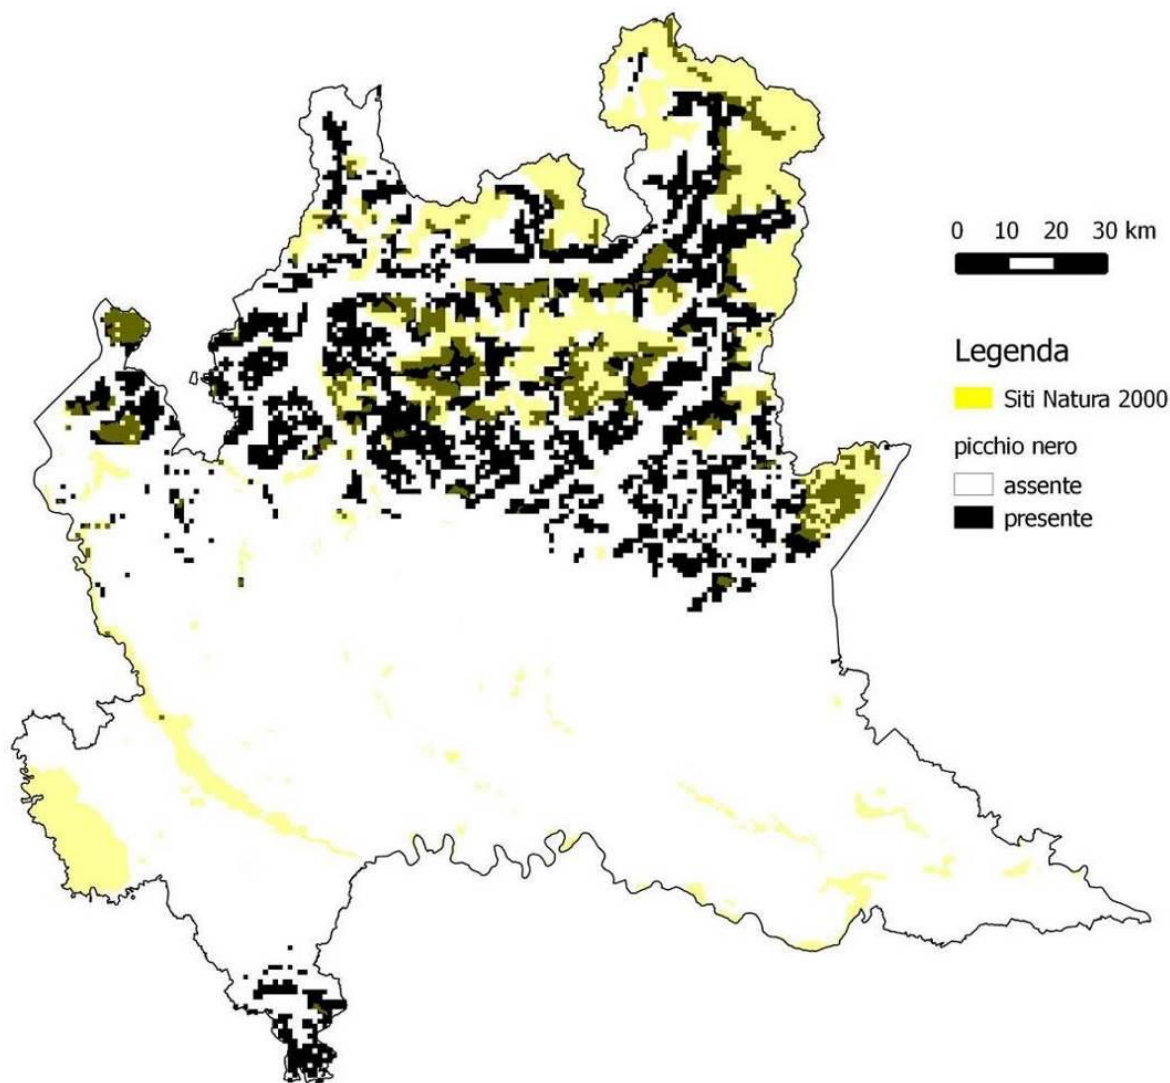 0 10 20 30 km
Legenda
Siti Natura 2000
picchio nero
assente
presente